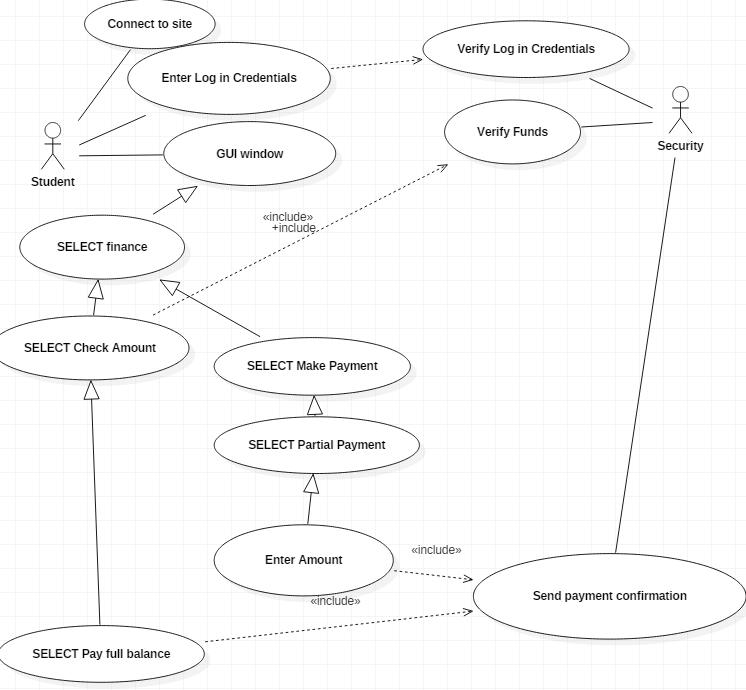 Connect to site
Verify Log in Credentials
Enter Log in Credentials
Verify Funds
Security
GUI window
Student
«include»
+include
SELECT finance
SELECT Check Amount
SELECT Make Payment
SELECT Partial Payment
«include»
Enter Amount
Send payment confirmation
«include»
SELECT Pay full balance